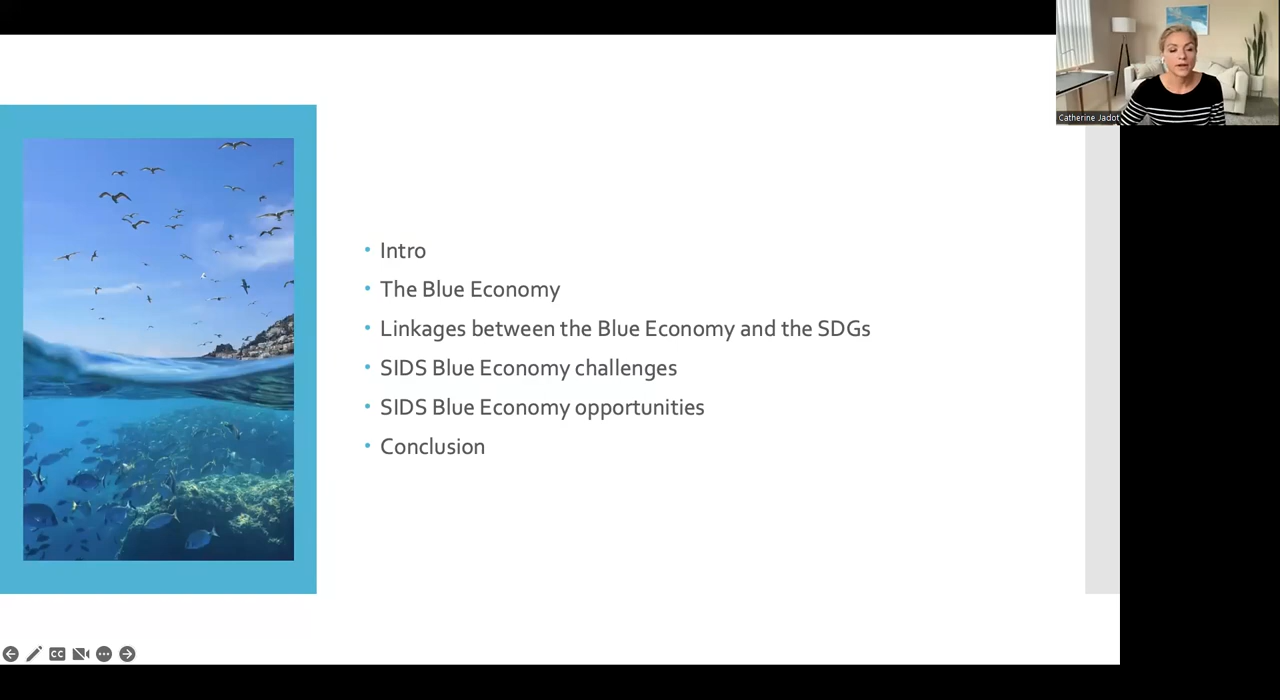 Catherine Jadot
• Intro
• The Blue Economy
• Linkages between the Blue Economy and the SDGs
• SIDS Blue Economy challenges
• SIDS Blue Economy opportunities
• Conclusion
CC